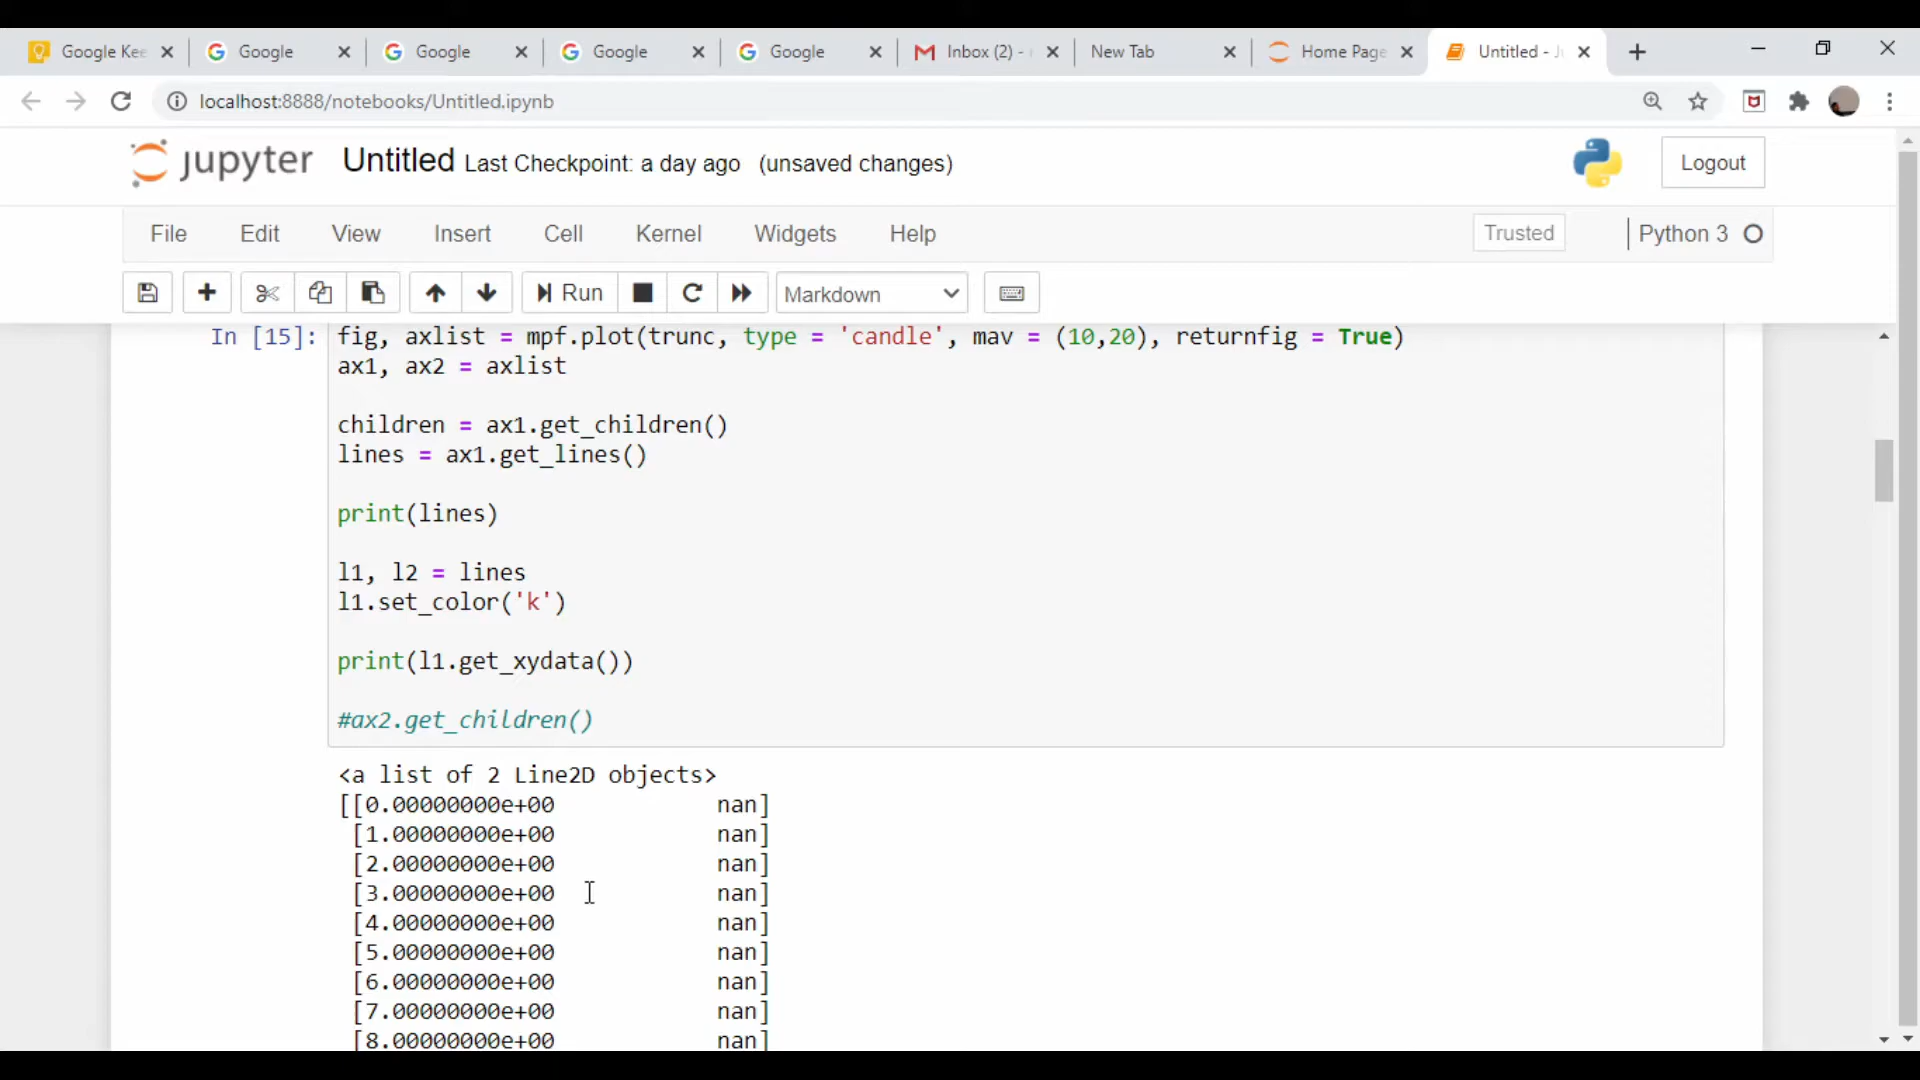 Google Kee
Google
Google
Google
Google
Inbox (2) -
New Tab
Home Page
Untitled - J
localhost:8888/notebooks/Untitled.ipynb
jupyter Untitled Last Checkpoint: a day ago (unsaved changes)
Logout
File Edit View Insert Cell Kernel Widgets Help
Trusted
Python 3
Run
Markdown
In [15]: fig, axlist = mpf.plot(trunc, type = 'candle', mav = (10,20), returnfig = True)
ax1, ax2 = axlist
children = ax1.get_children()
lines = ax1.get_lines()
print(lines)
l1, l2 = lines
l1.set_color('k')
print(l1.get_xydata())
#ax2.get_children()
<a list of 2 Line2D objects>
[[0.00000000e+00 nan]
[1.00000000e+00 nan]
[2.00000000e+00 nan]
[3.00000000e+00 nan]
[4.00000000e+00 nan]
[5.00000000e+00 nan]
[6.00000000e+00 nan]
[7.00000000e+00 nan]
[8.00000000e+00 nan]